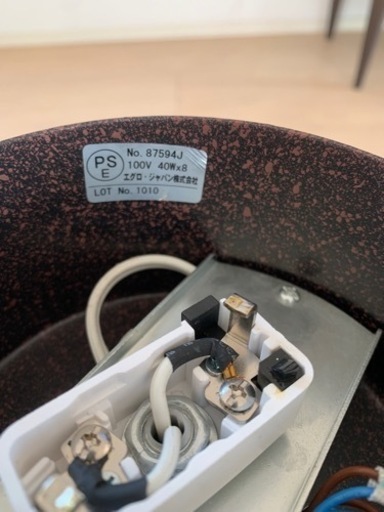 PS
E
No. 87594J
100V 40W×8
エグロ・ジャパン株式会社
LOT No. 1010